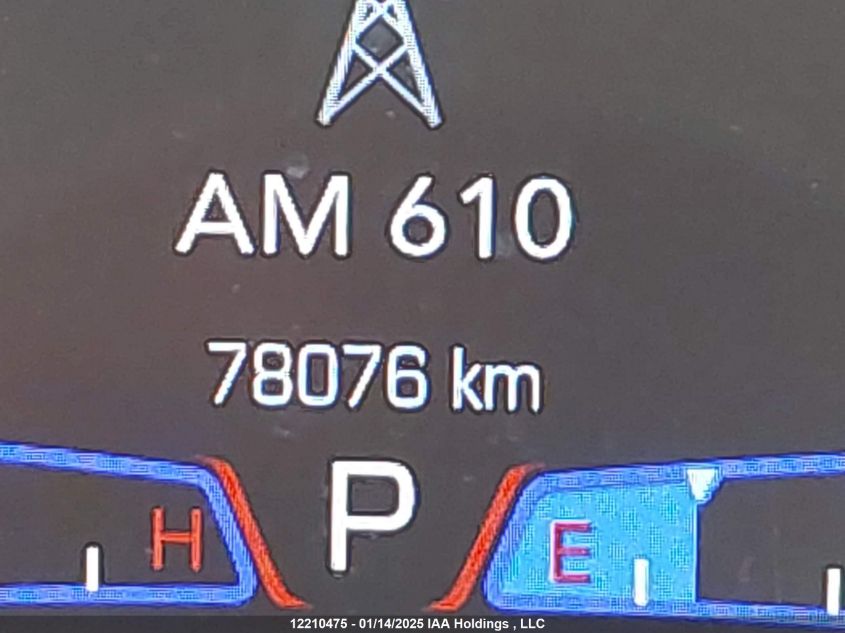 AM 610
78076 km
H P E
12210475 - 01/14/2025 IAA Holdings , LLC